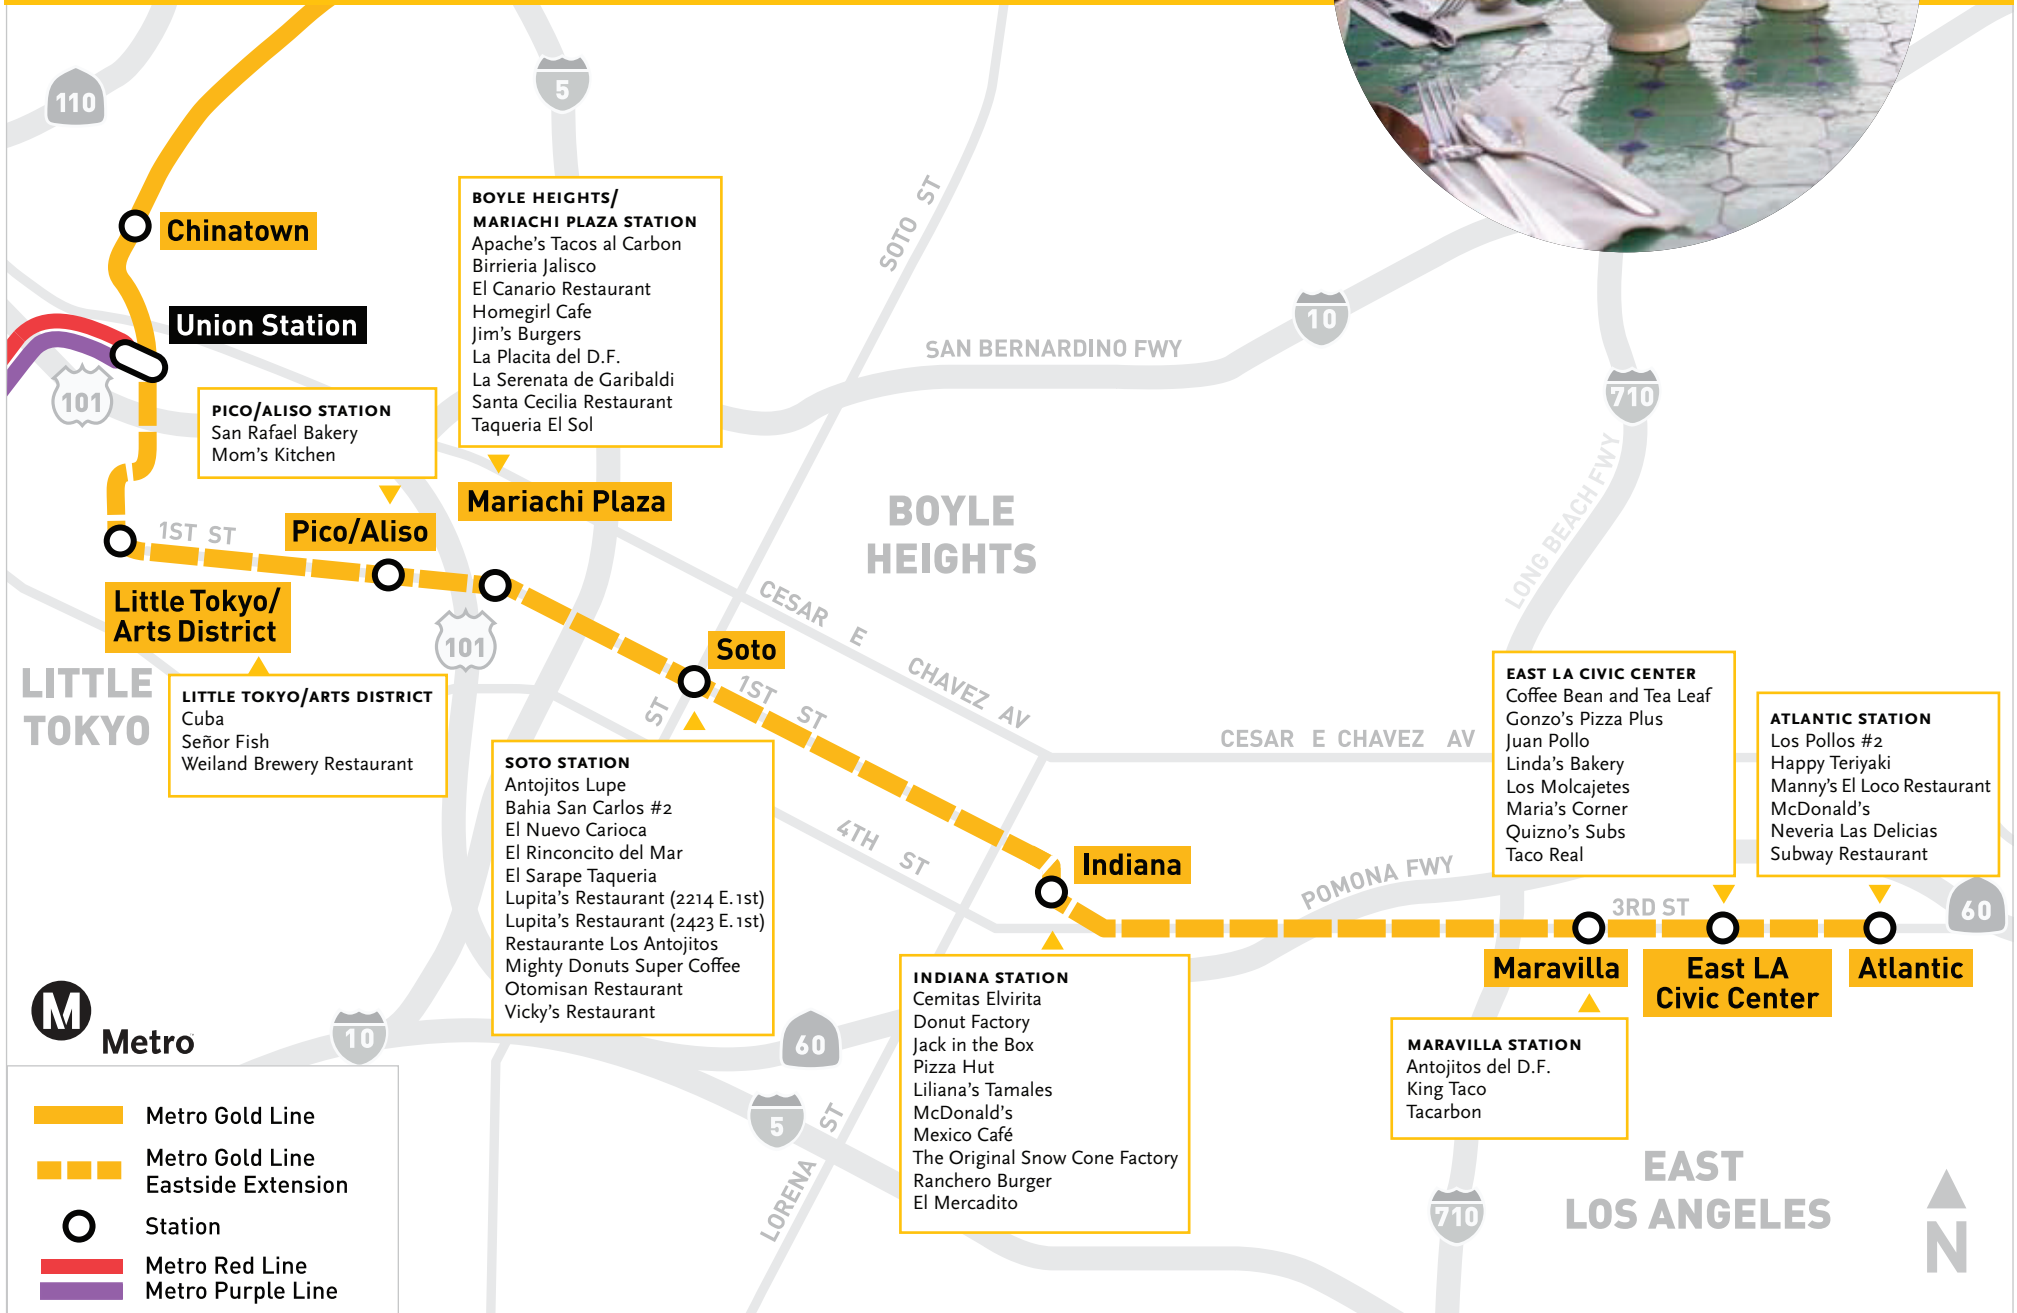 110
5
Chinatown
Union Station
101
BOYLE HEIGHTS/
MARIACHI PLAZA STATION
Apache's Tacos al Carbon
Birrieria Jalisco
El Canario Restaurant
Homegirl Cafe
Jim's Burgers
La Placita del D.F.
La Serenata de Garibaldi
Santa Cecilia Restaurant
Taqueria El Sol
SOTO ST
SAN BERNARDINO FWY
10
710
LONG BEACH FWY
PICO/ALISO STATION
San Rafael Bakery
Mom's Kitchen
Mariachi Plaza
Pico/Aliso
1ST ST
BOYLE
HEIGHTS
Little Tokyo/
Arts District
101
LITTLE
TOKYO
LITTLE TOKYO/ARTS DISTRICT
Cuba
Señor Fish
Weiland Brewery Restaurant
Soto
CESAR E CHAVEZ AV
1ST ST
ST
CESAR E CHAVEZ AV
SOTO STATION
Antojitos Lupe
Bahia San Carlos #2
El Nuevo Carioca
El Rinconcito del Mar
El Sarape Taqueria
Lupita's Restaurant (2214 E. 1st)
Lupita's Restaurant (2423 E. 1st)
Restaurante Los Antojitos
Mighty Donuts Super Coffee
Otomisan Restaurant
Vicky's Restaurant
4TH ST
Indiana
POMONA FWY
EAST LA CIVIC CENTER
Coffee Bean and Tea Leaf
Gonzo's Pizza Plus
Juan Pollo
Linda's Bakery
Los Molcajetes
Maria's Corner
Quizno's Subs
Taco Real
ATLANTIC STATION
Los Pollos #2
Happy Teriyaki
Manny's El Loco Restaurant
McDonald's
Neveria Las Delicias
Subway Restaurant
3RD ST
60
Maravilla
East LA
Civic Center
Atlantic
INDIANA STATION
Cemitas Elvirita
Donut Factory
Jack in the Box
Pizza Hut
Liliana's Tamales
McDonald's
Mexico Café
The Original Snow Cone Factory
Ranchero Burger
El Mercadito
MARAVILLA STATION
Antojitos del D.F.
King Taco
Tacarbon
M
Metro
10
60
5
LORENA ST
710
EAST
LOS ANGELES
N
Metro Gold Line
Metro Gold Line
Eastside Extension
Station
Metro Red Line
Metro Purple Line